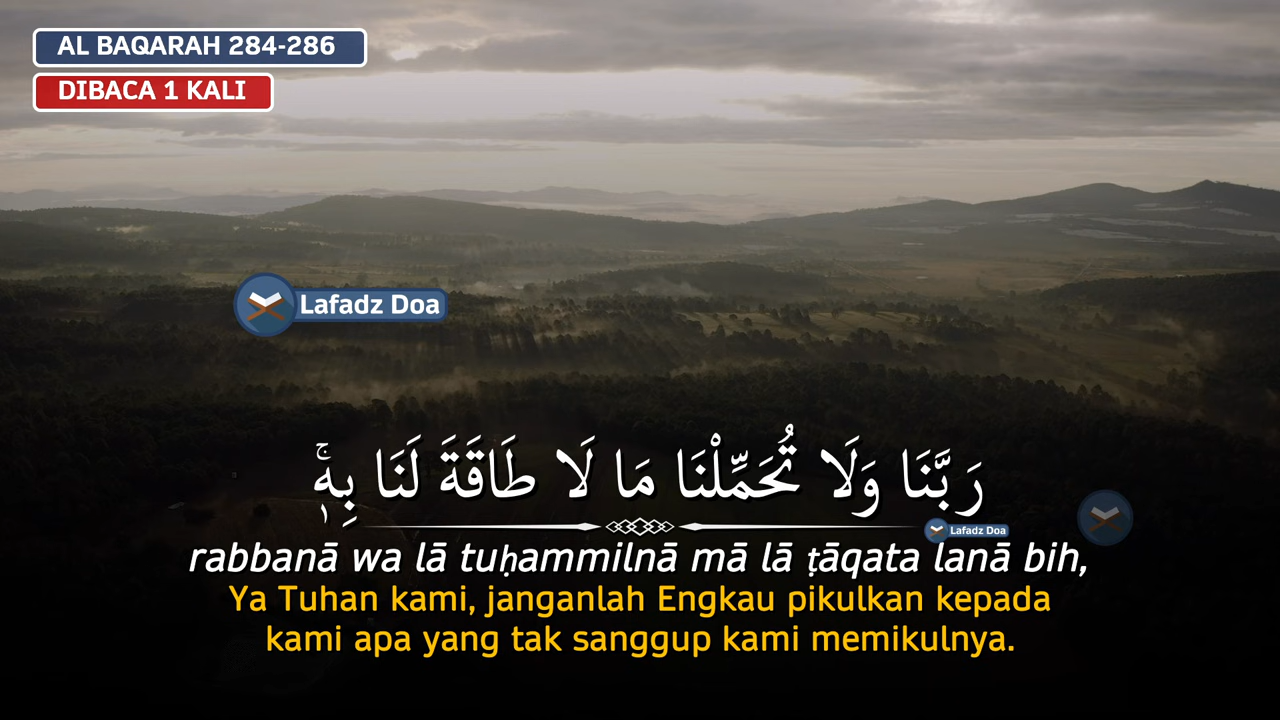 AL BAQARAH 284-286
DIBACA 1 KALI
Lafadz Doa
رَبَّنَا وَلَا تُحَمِّلْنَا مَا لَا طَاقَةَ لَنَا بِهٖۚ
Lafadz Doa
rabbanā wa lā tuḥammilnā mā lā ṭāqata lanā bih,
Ya Tuhan kami, janganlah Engkau pikulkan kepada
kami apa yang tak sanggup kami memikulnya.